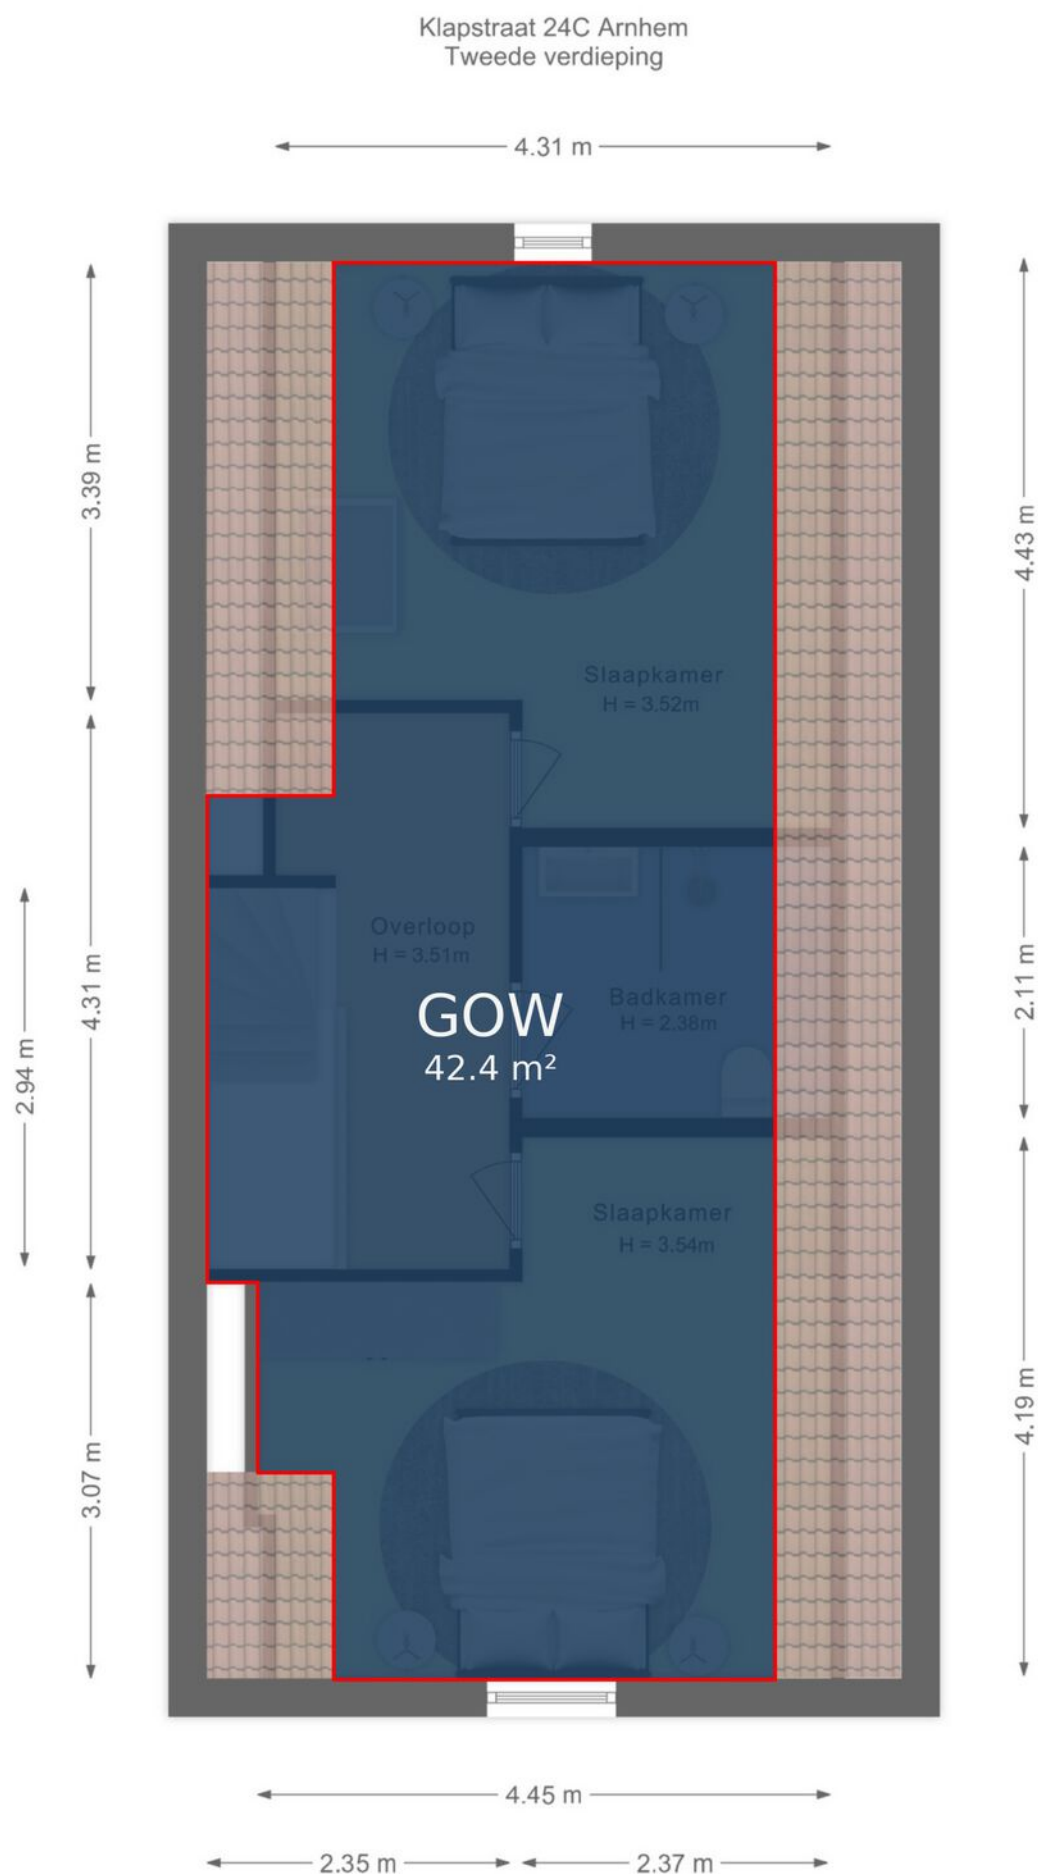 Klapstraat 24C Arnhem
Tweede verdieping
4.31 m
3.39 m
4.43 m
Slaapkamer
H = 3.52m
Overloop
H = 3.51m
4.31 m
2.94 m
GOW
42.4 m²
Badkamer
H = 2.38m
2.11 m
Slaapkamer
H = 3.54m
3.07 m
4.19 m
4.45 m
2.35 m
2.37 m